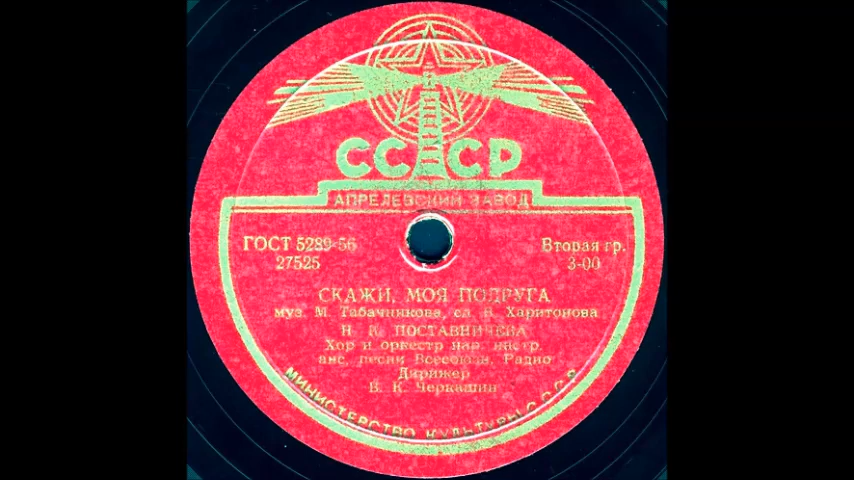 СССР
АПРЕЛЕВСКИЙ ЗАВОД
ГОСТ 5289-56
27525
Вторая гр.
3-00
СКАЖИ, МОЯ ПОДРУГА
муз. М. Табачникова, сл. В. Харитонова
Н. К. ПОСТАВНИЧЕВА
Хор и оркестр нар. инстр.
анс. песни Всесоюзн. Радио
Дирижер
В. К. Черкашин
МИНИСТЕРСТВО КУЛЬТУРЫ СССР